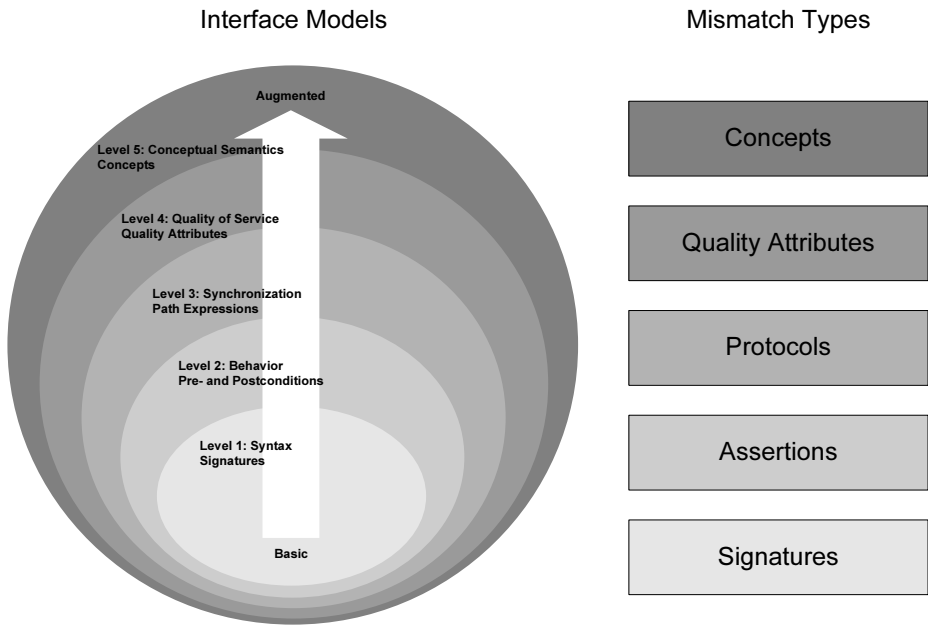 Interface Models
Augmented
Level 5: Conceptual Semantics
Concepts
Level 4: Quality of Service
Quality Attributes
Level 3: Synchronization
Path Expressions
Level 2: Behavior
Pre- and Postconditions
Level 1: Syntax
Signatures
Basic
Mismatch Types
Concepts
Quality Attributes
Protocols
Assertions
Signatures